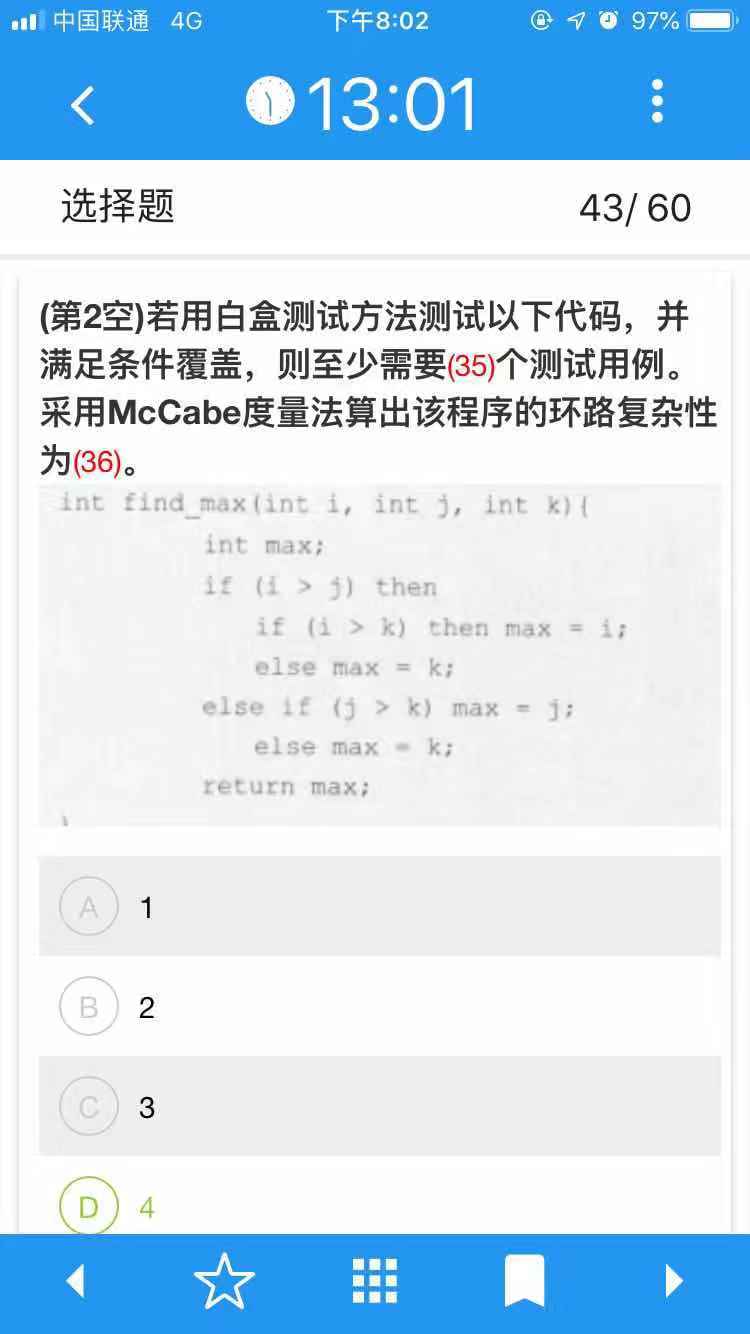 中国联通 4G 下午8:02 97%
13:01
选择题 43/ 60
(第2空)若用白盒测试方法测试以下代码，并
满足条件覆盖，则至少需要(35)个测试用例。
采用McCabe度量法算出该程序的环路复杂性
为(36)。
int find_max(int i, int j, int k){
int max;
if (i > j) then
if (i > k) then max = i;
else max = k;
else if (j > k) max = j;
else max = k;
return max;
}
A 1
B 2
C 3
D 4